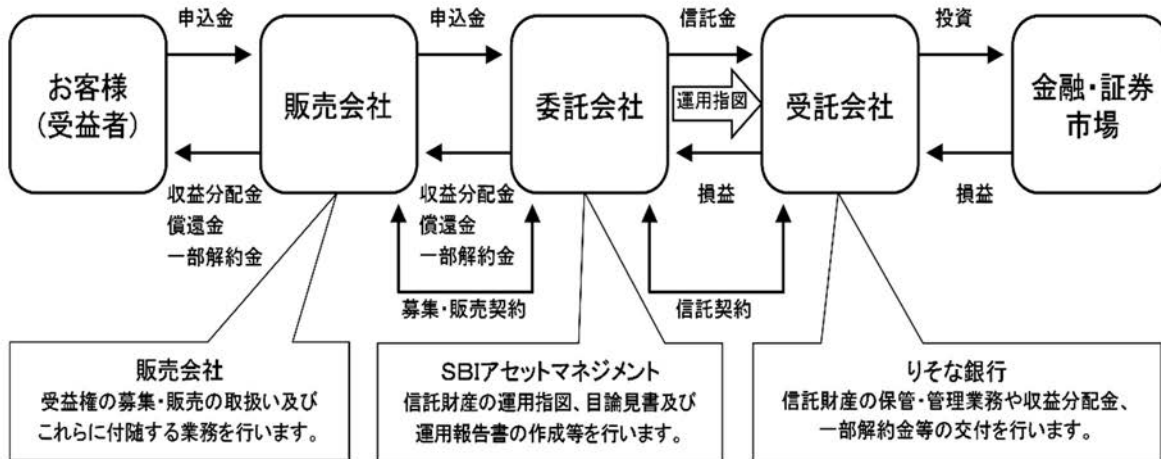 申込金
申込金
信託金
投資
お客様
(受益者)
販売会社
委託会社
運用指図
受託会社
金融・証券
市場
収益分配金
償還金
一部解約金
収益分配金
償還金
一部解約金
損益
損益
募集・販売契約
信託契約
販売会社
受益権の募集・販売の取扱い及び
これらに付随する業務を行います。
SBIアセットマネジメント
信託財産の運用指図、目論見書及び
運用報告書の作成等を行います。
りそな銀行
信託財産の保管・管理業務や収益分配金、
一部解約金等の交付を行います。